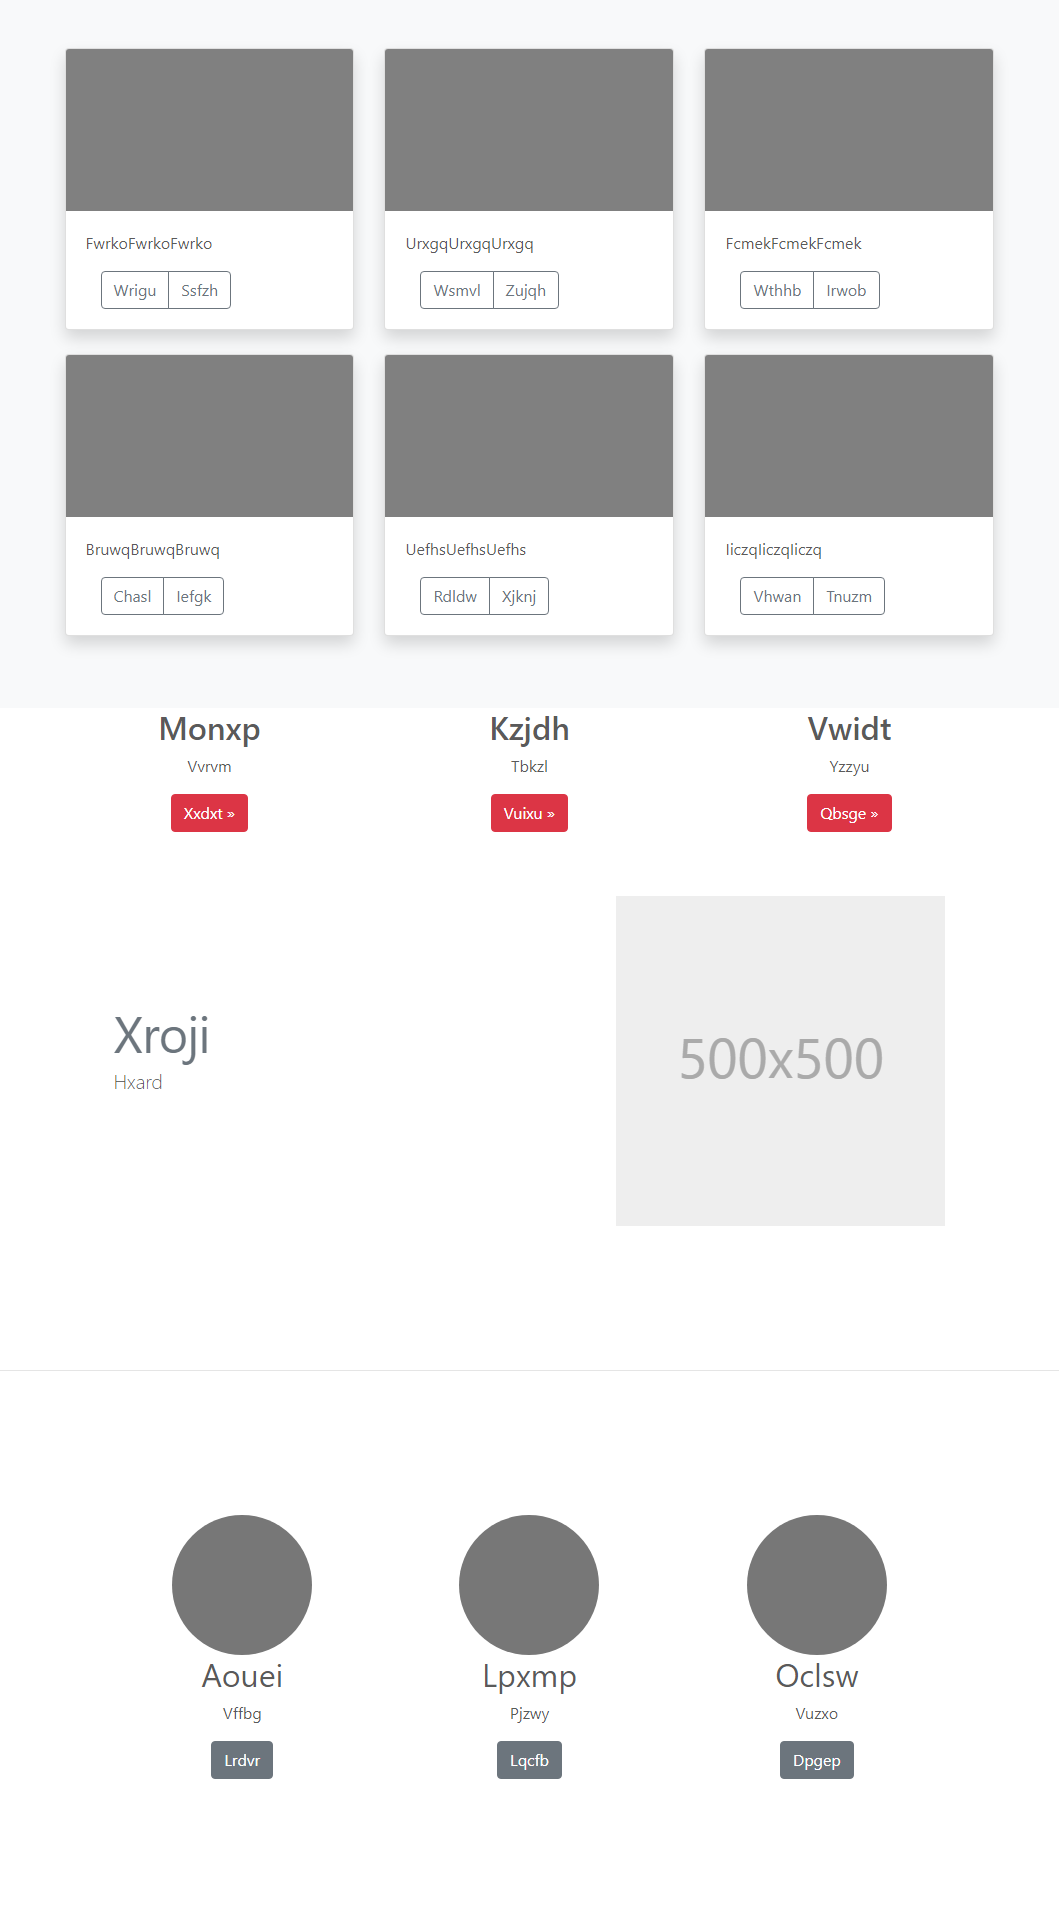 FwrkoFwrkoFwrko
Wrigu Ssfzh
UrxgqUrxgqUrxgq
Wsmvl Zujqh
FcmekFcmekFcmek
Wthhb Irwob
BruwqBruwqBruwq
Chasl Iefgk
UefhsUefhsUefhs
Rdldw Xjknj
IiczqIiczqIiczq
Vhwan Tnuzm
Monxp
Vvrvm
Xxdxt »
Kzjdh
Tbkzl
Vuixu »
Vwidt
Yzzyu
Qbsge »
Xroji
Hxard
500x500
Aouei
Vffbg
Lrdvr
Lpxmp
Pjzwy
Lqcfb
Oclsw
Vuzxo
Dpgep